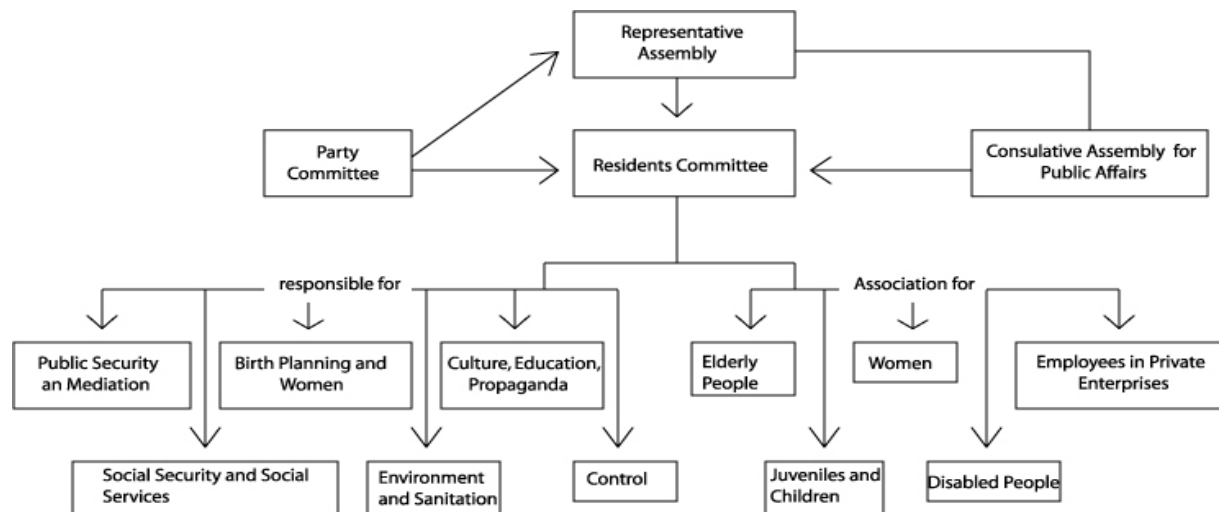 Representative
Assembly
Party
Committee
Residents Committee
Consulative Assembly for
Public Affairs
responsible for
Association for
Public Security
an Mediation
Birth Planning and
Women
Culture, Education,
Propaganda
Elderly
People
Women
Employees in Private
Enterprises
Social Security and Social
Services
Environment
and Sanitation
Control
Juveniles and
Children
Disabled People